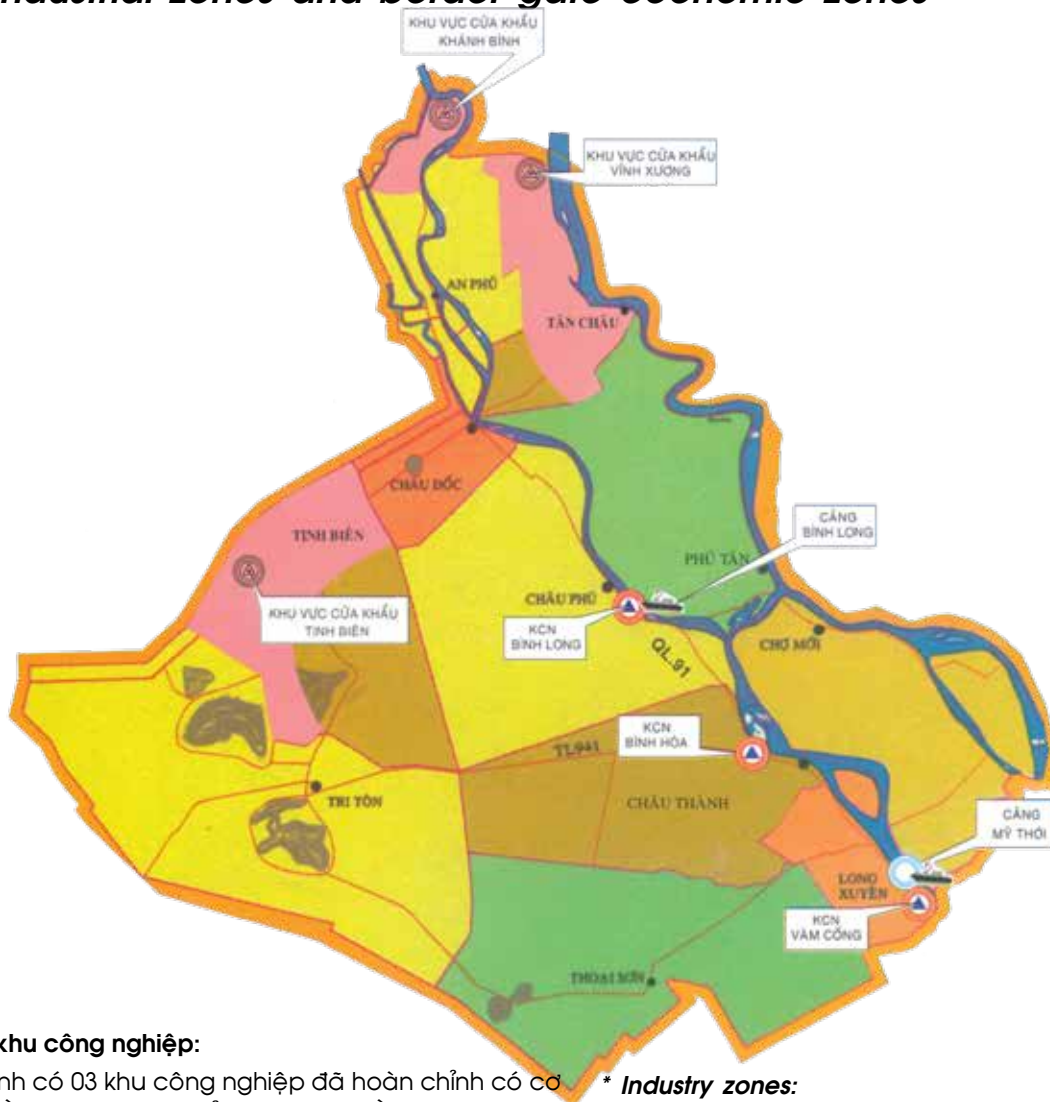 industrial zones and border gate economic zones
KHU VỰC CỬA KHẨU
KHÁNH BÌNH
KHU VỰC CỬA KHẨU
VĨNH XƯƠNG
AN PHÚ
TÂN CHÂU
CHÂU ĐỐC
TỊNH BIÊN
CẢNG
BÌNH LONG
PHÚ TÂN
KHU VỰC CỬA KHẨU
TỊNH BIÊN
CHÂU PHÚ
KCN
BÌNH LONG
QL.91
CHỢ MỚI
KCN
BÌNH HÒA
TL941
TRI TÔN
CHÂU THÀNH
CẢNG
MỸ THỚI
LONG
XUYÊN
KCN
VÀM CỐNG
THOẠI SƠN
khu công nghiệp:
nh có 03 khu công nghiệp đã hoàn chỉnh có cơ
* Industry zones: